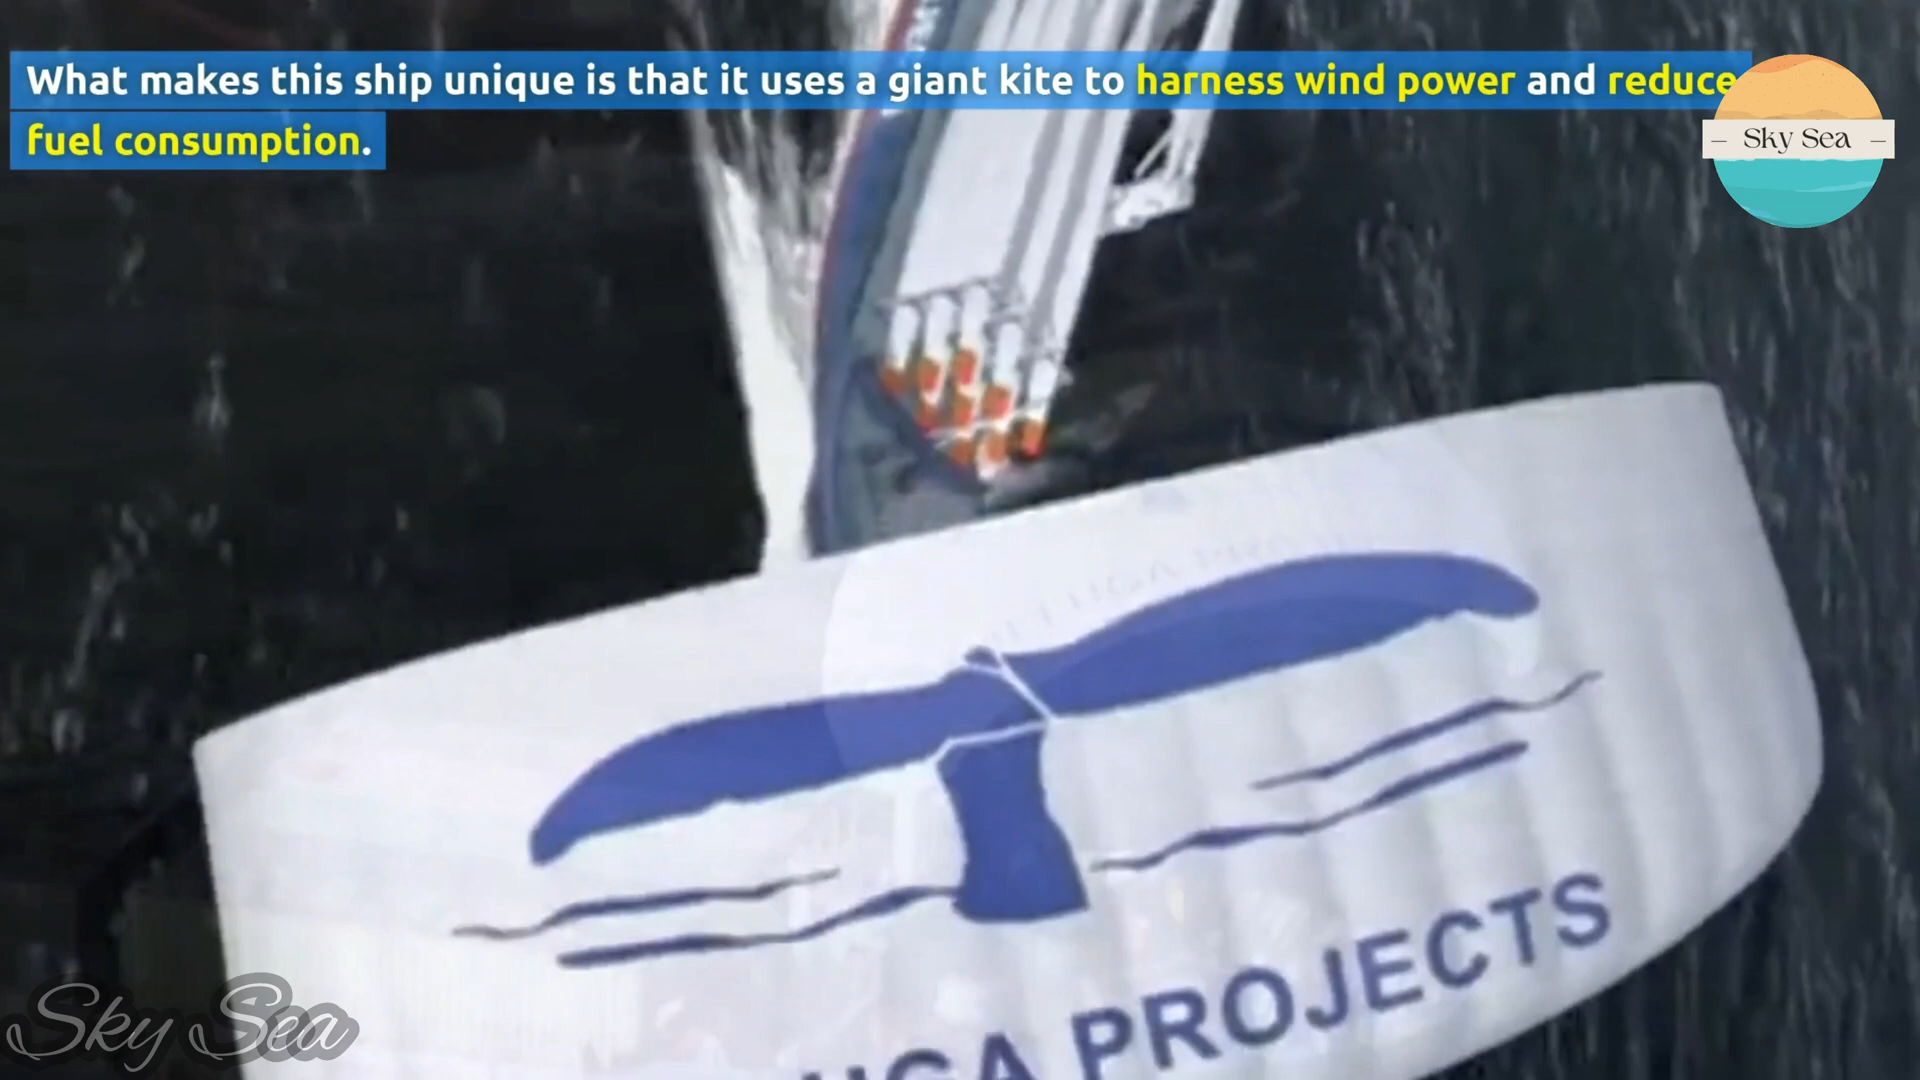 What makes this ship unique is that it uses a giant kite to harness wind power and reduce
fuel consumption.
– Sky Sea –
PROJECTS
Sky Sea